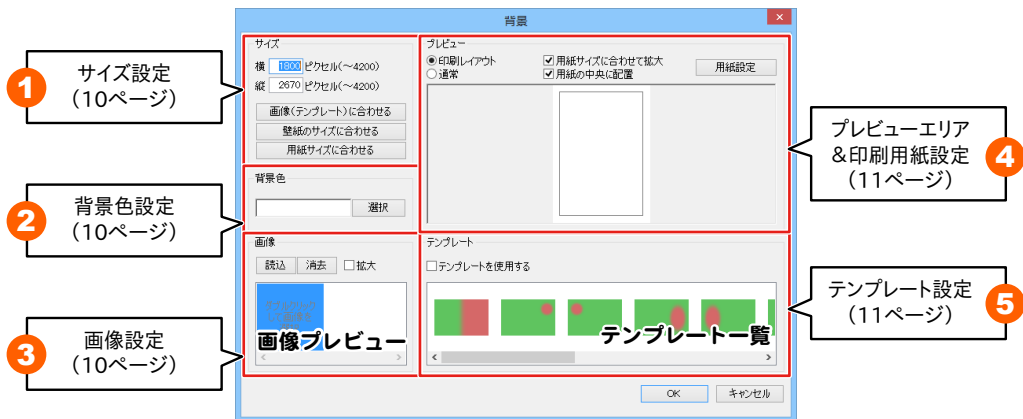 背景
1
サイズ設定
（10ページ）
サイズ
横 1800 ピクセル(～4200)
縦 2670 ピクセル(～4200)
画像(テンプレート)に合わせる
壁紙のサイズに合わせる
用紙サイズに合わせる
2
背景色設定
（10ページ）
背景色
選択
3
画像設定
（10ページ）
画像
読込 消去 拡大
画像プレビュー
プレビュー
印刷レイアウト
通常
用紙サイズに合わせて拡大
用紙の中央に配置
用紙設定
プレビューエリア
＆印刷用紙設定
（11ページ）
4
テンプレート
テンプレートを使用する
テンプレート一覧
テンプレート設定
（11ページ）
5
OK キャンセル